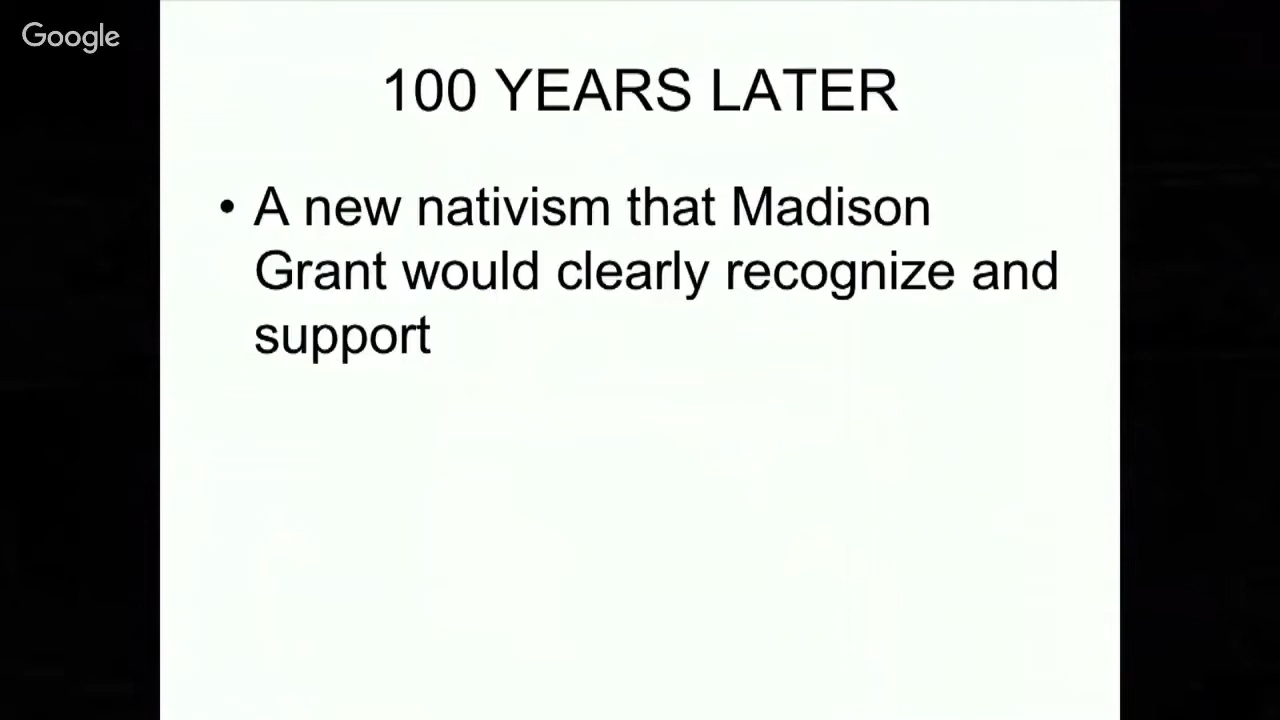 Google
100 YEARS LATER
• A new nativism that Madison
Grant would clearly recognize and
support